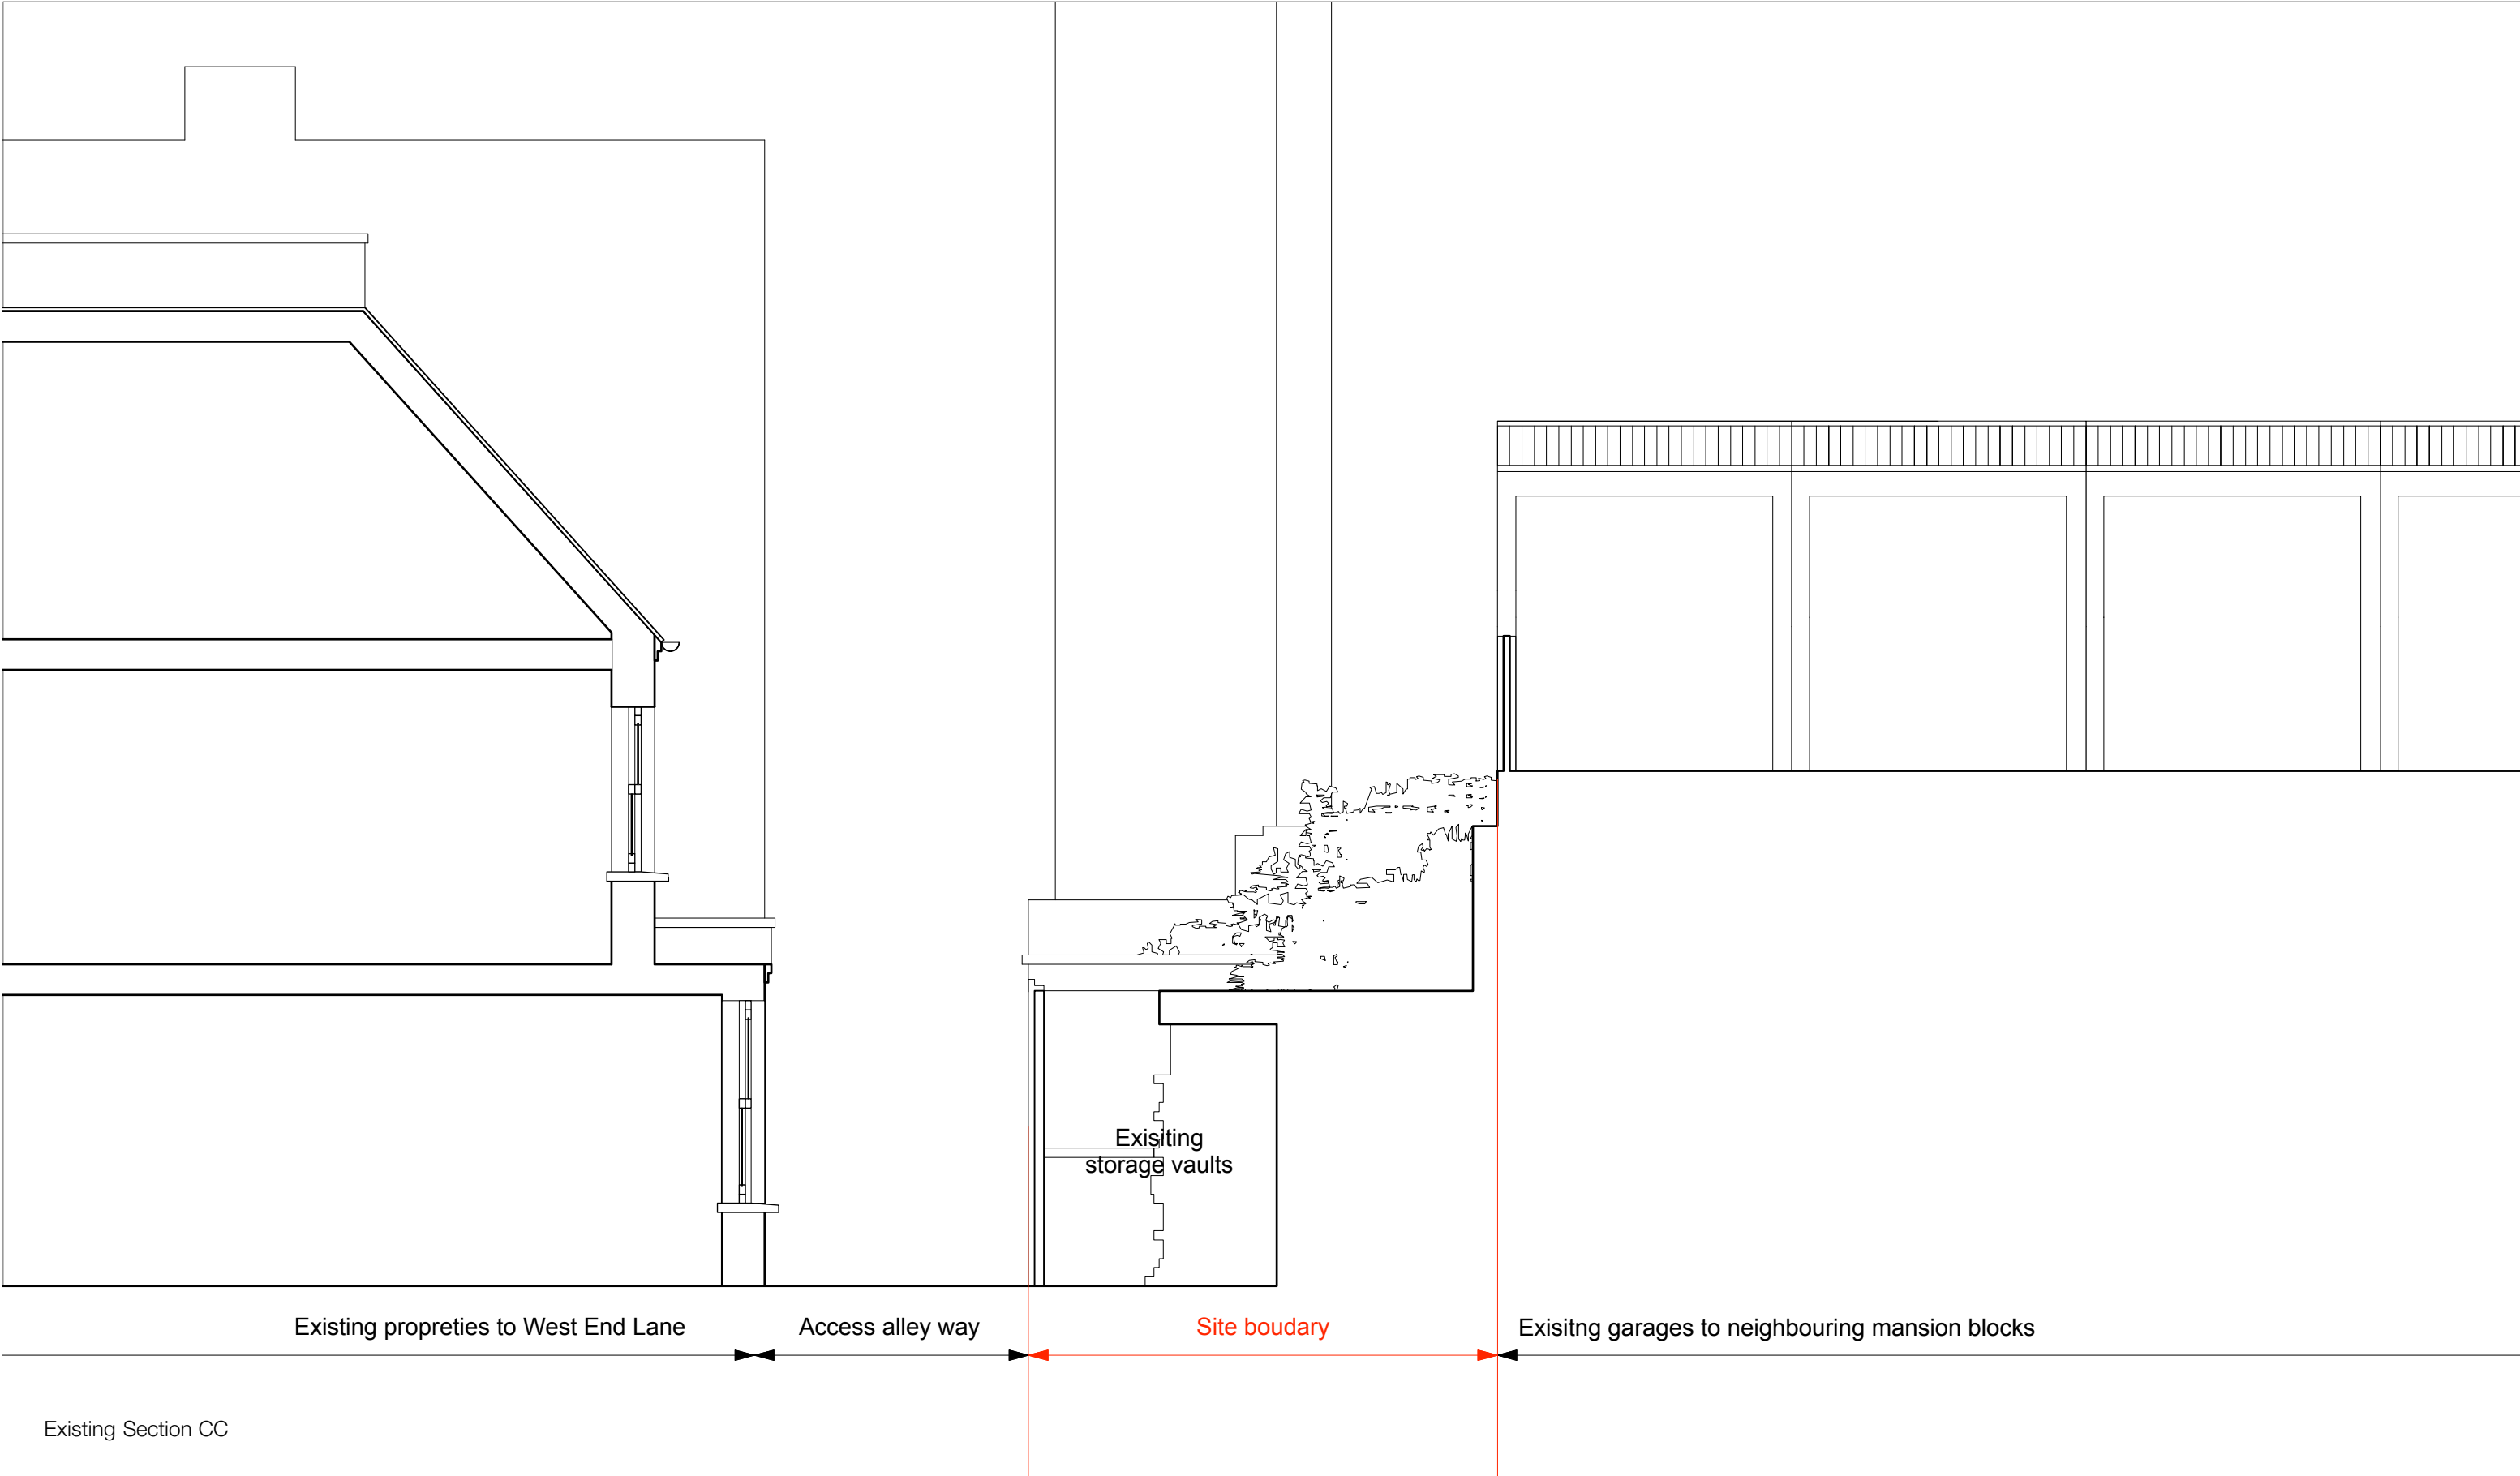 Exisiting
storage vaults
Existing propreties to West End Lane
Access alley way
Site boudary
Exisitng garages to neighbouring mansion blocks
Existing Section CC